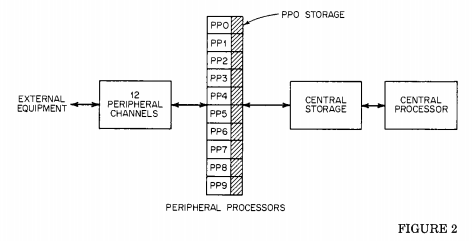 PPO STORAGE
PPO
PP1
PP2
PP3
PP4
PP5
PP6
PP7
PP8
PP9
EXTERNAL
EQUIPMENT
12
PERIPHERAL
CHANNELS
CENTRAL
STORAGE
CENTRAL
PROCESSOR
PERIPHERAL PROCESSORS
FIGURE 2